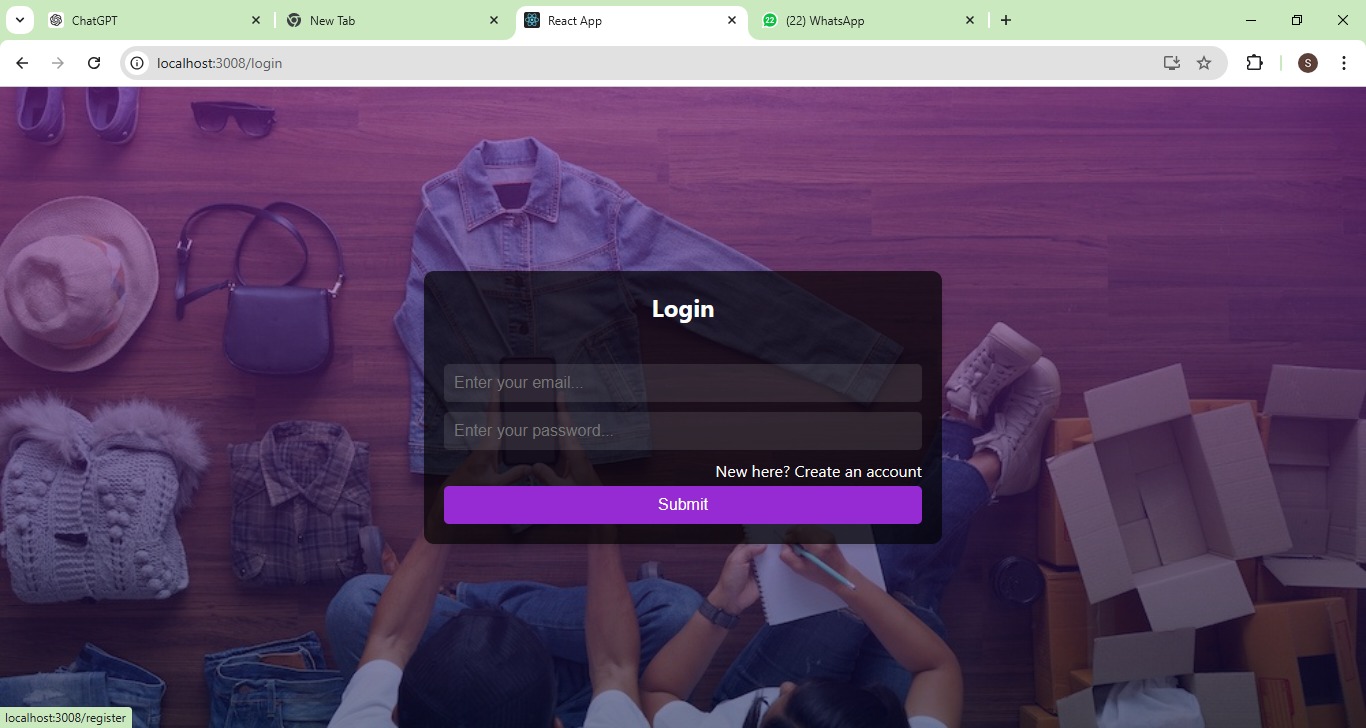 ChatGPT
New Tab
React App
22
(22) WhatsApp
localhost:3008/login
S
Login
Enter your email...
Enter your password...
New here? Create an account
Submit
localhost:3008/register